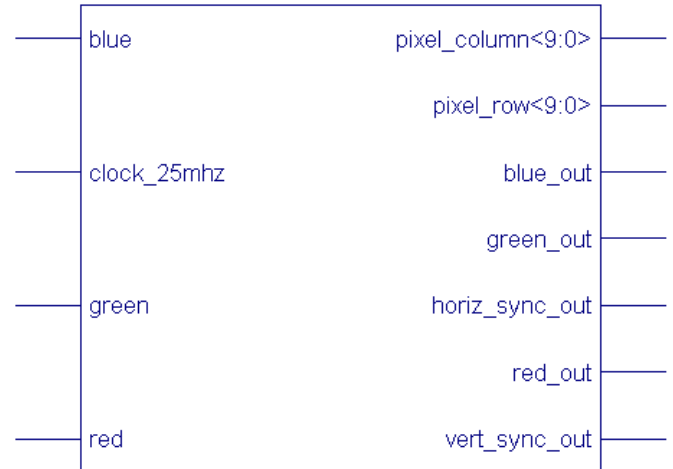 blue
pixel_column<9:0>
pixel_row<9:0>
clock_25mhz
blue_out
green_out
green
horiz_sync_out
red_out
red
vert_sync_out